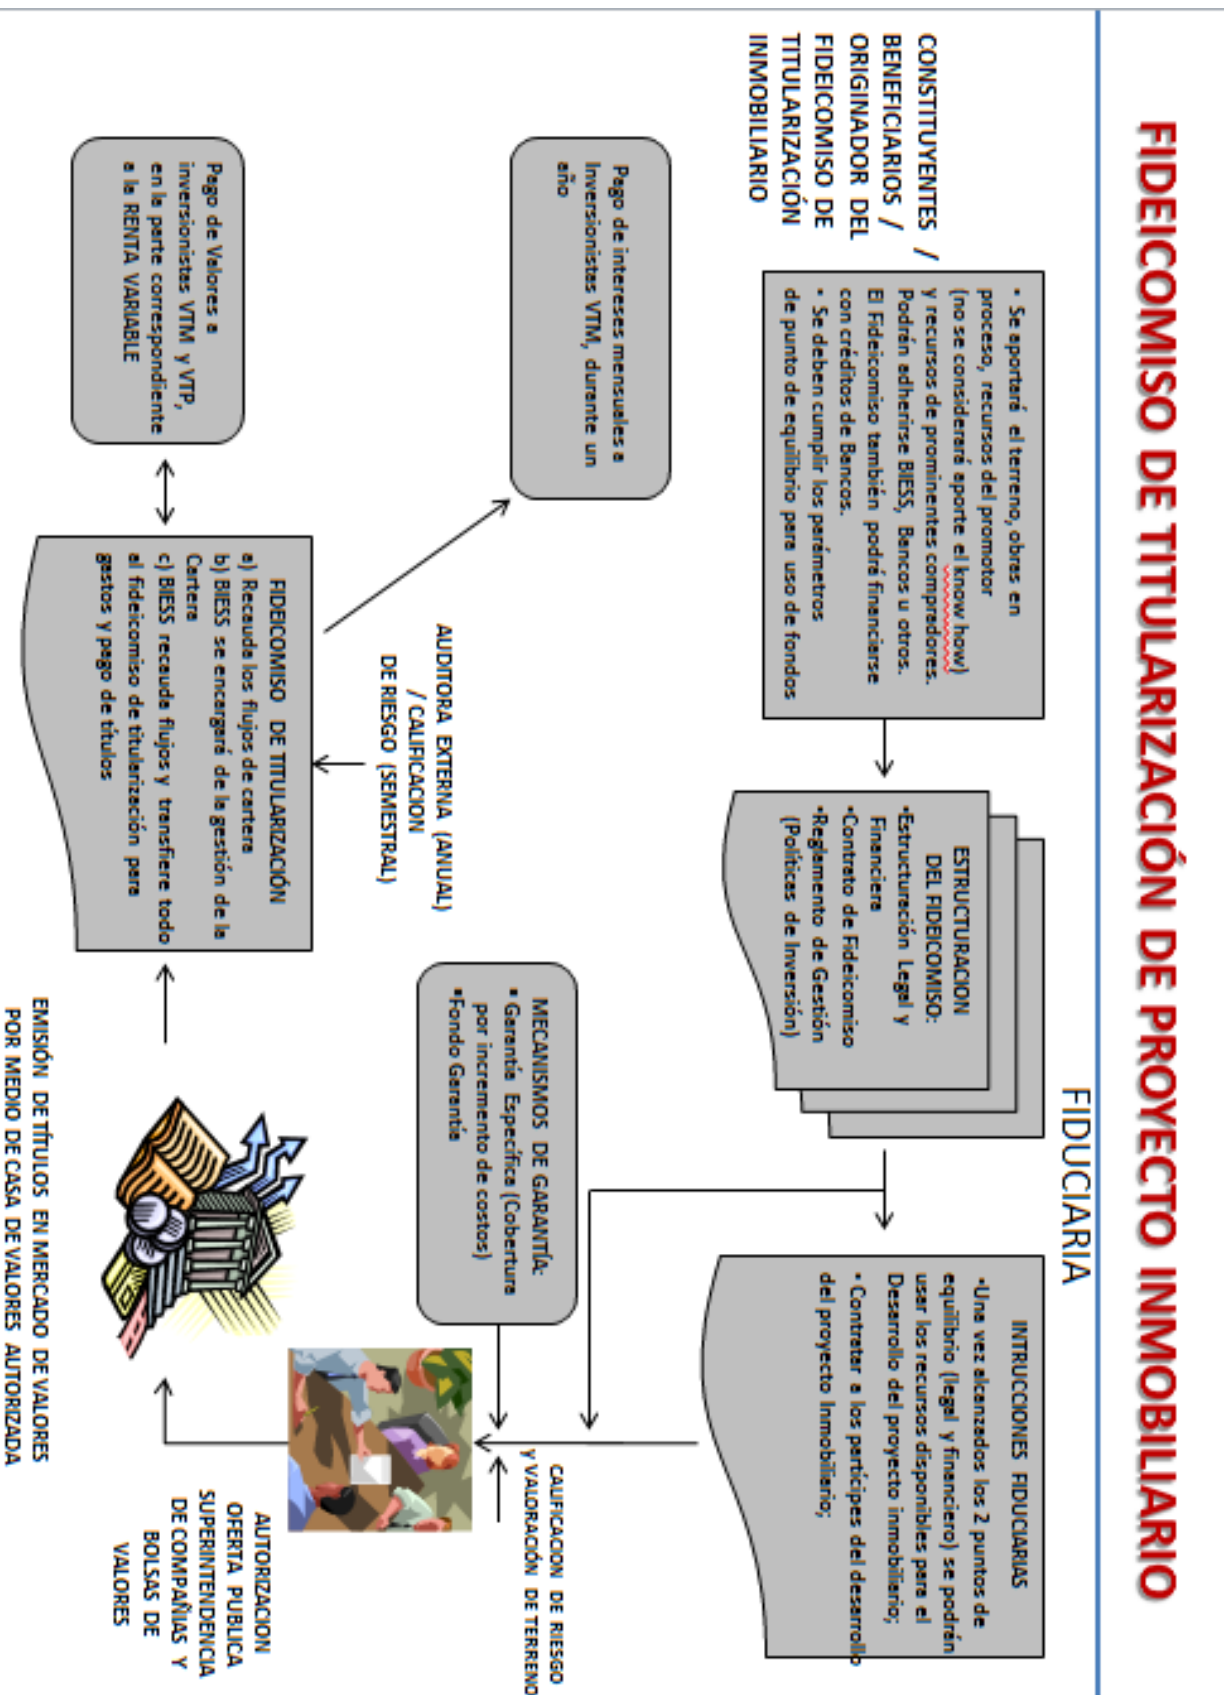 FIDEICOMISO DE TITULARIZACIÓN DE PROYECTO INMOBILIARIO
FIDUCIARIA
CONSTITUYENTES /
BENEFICIARIOS /
ORIGINADOR DEL
FIDEICOMISO DE
TITULARIZACIÓN
INMOBILIARIO
• Se aportará el terreno, obras en
proceso, recursos del promotor
(no se considerará aporte el know how)
y recursos de prominentes compradores.
Podrán adherirse BIESS, Bancos u otros.
El Fideicomiso también podrá financiarse
con créditos de Bancos.
• Se deben cumplir los parámetros
de punto de equilibrio para uso de fondos
ESTRUCTURACION
DEL FIDEICOMISO:
•Estructuración Legal y
Financiera
•Contrato de Fideicomiso
•Reglamento de Gestión
(Políticas de Inversión)
INTRUCCIONES FIDUCIARIAS
•Una vez alcanzados los 2 puntos de
equilibrio (legal y financiero) se podrán
usar los recursos disponibles para el
Desarrollo del proyecto inmobiliario;
• Contratar a los partícipes del desarrollo
del proyecto Inmobiliario;
Pago de intereses mensuales a
Inversionistas VTM, durante un
año
MECANISMOS DE GARANTÍA:
▪ Garantía Específica (Cobertura
por incremento de costos)
▪Fondo Garantía
CALIFICACION DE RIESGO
Y VALORACIÓN DE TERRENO
AUDITORA EXTERNA (ANUAL)
/ CALIFICACION
DE RIESGO (SEMESTRAL)
Pago de Valores a
inversionistas VTM y VTP,
en la parte correspondiente
a la RENTA VARIABLE
FIDEICOMISO DE TITULARIZACIÓN
a) Recauda los flujos de cartera
b) BIESS se encargará de la gestión de la
Cartera
c) BIESS recauda flujos y transfiere todo
al fideicomiso de titularización para
gastos y pago de títulos
EMISIÓN DE TÍTULOS EN MERCADO DE VALORES
POR MEDIO DE CASA DE VALORES AUTORIZADA
AUTORIZACION
OFERTA PUBLICA
SUPERINTENDENCIA
DE COMPAÑIAS Y
BOLSAS DE
VALORES